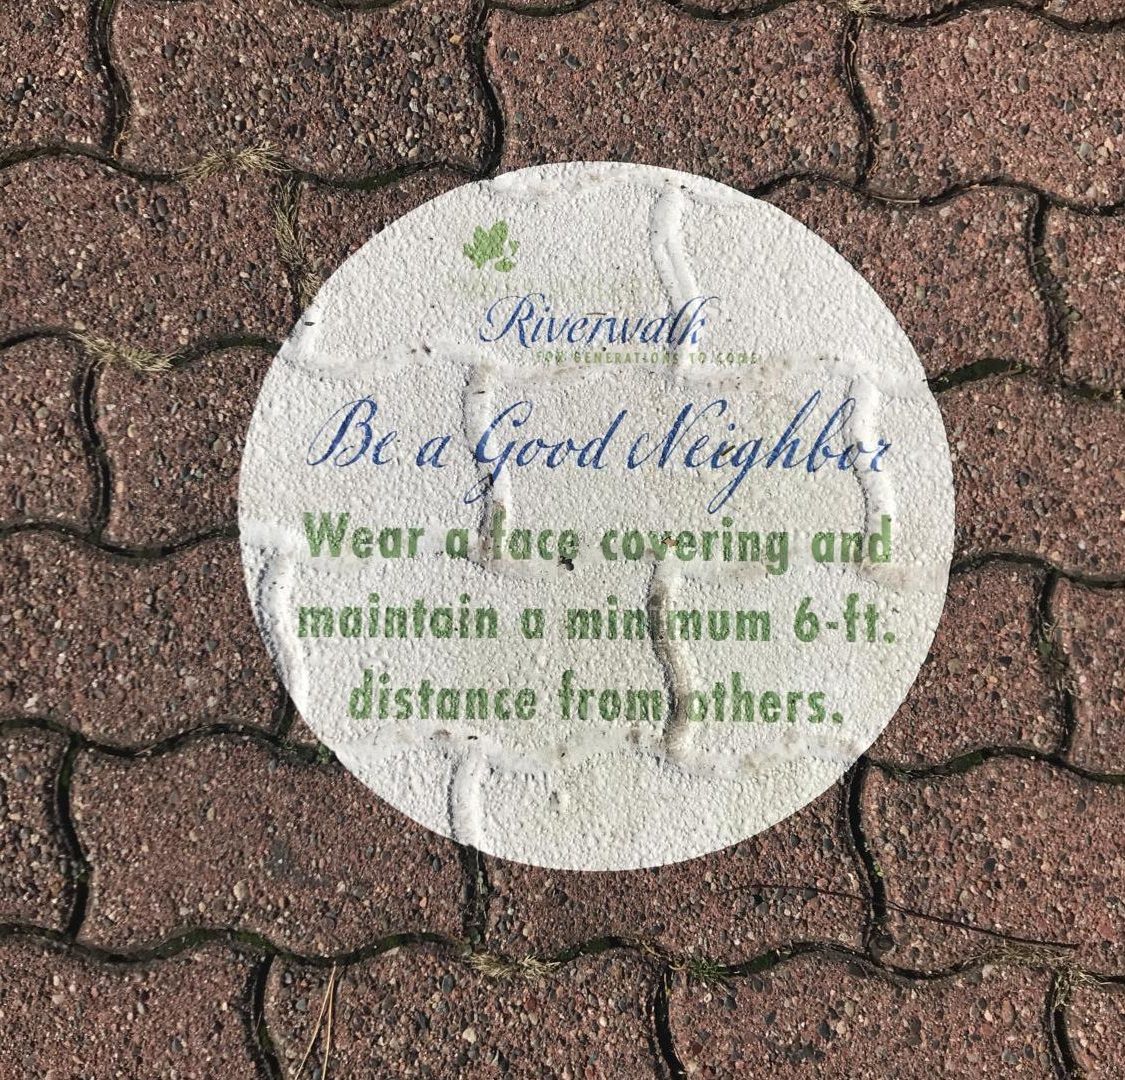 Riverwalk
FOR GENERATIONS TO COME
Be a Good Neighbor
Wear a face covering and
maintain a minimum 6-ft.
distance from others.